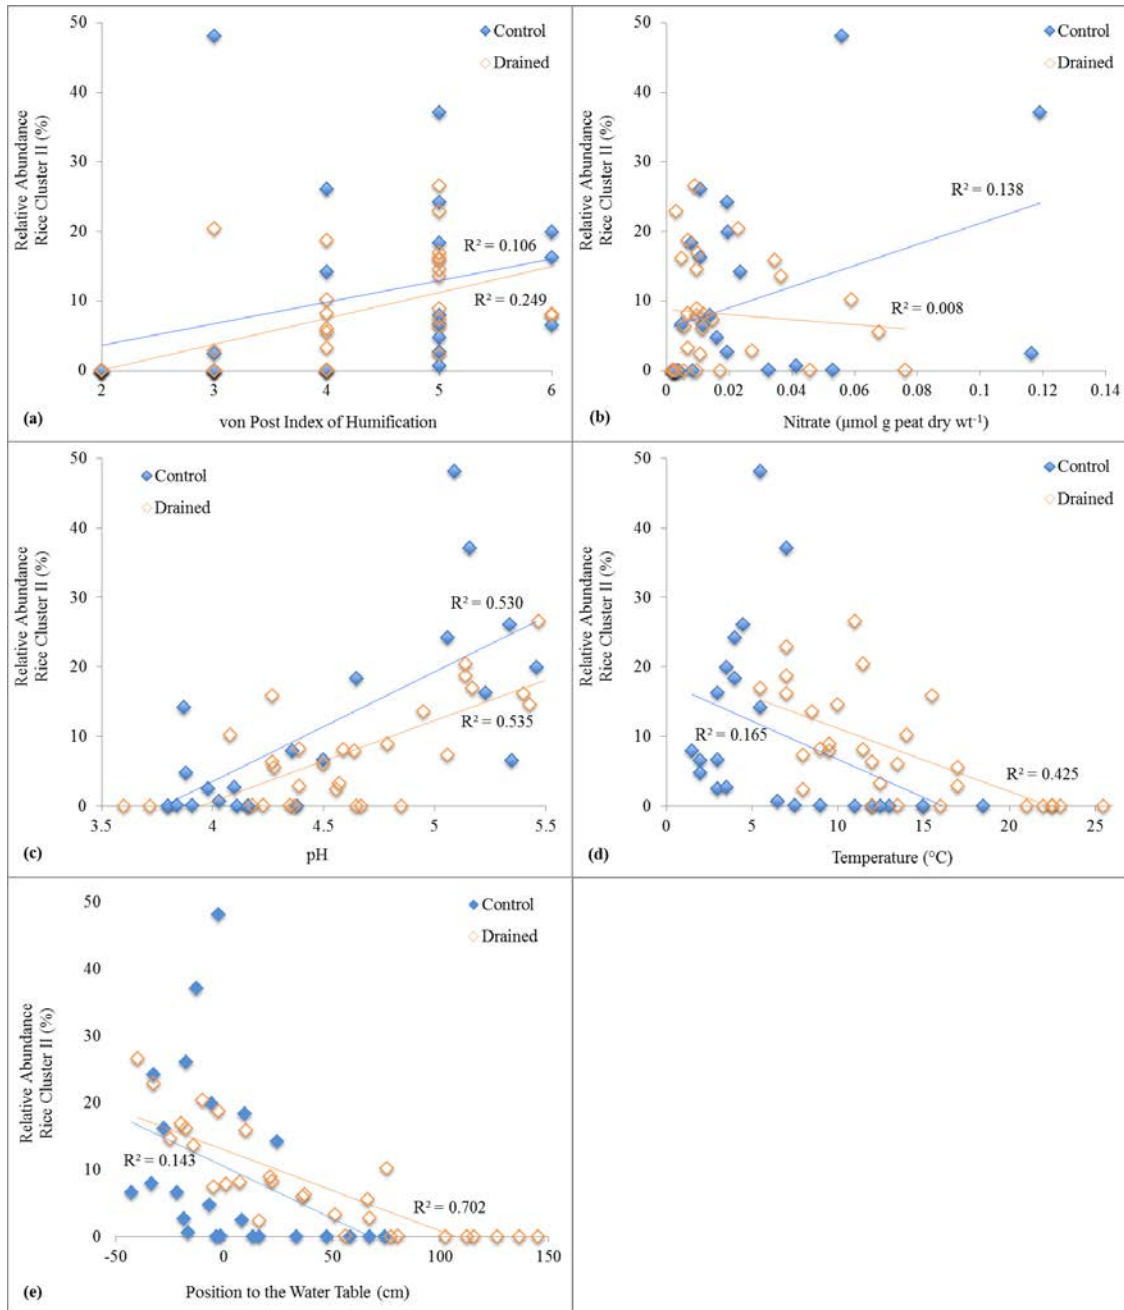 50
40
30
20
10
0
2
3
4
5
6
Relative Abundance
Rice Cluster II (%)
Control
Drained
R² = 0.106
R² = 0.249
(a)
von Post Index of Humification
50
40
30
20
10
0
0
0.02
0.04
0.06
0.08
0.1
0.12
0.14
Relative Abundance
Rice Cluster II (%)
Control
Drained
R² = 0.138
R² = 0.008
(b)
Nitrate (µmol g peat dry wt⁻¹)
50
40
30
20
10
0
3.5
4
4.5
5
5.5
Relative Abundance
Rice Cluster II (%)
Control
Drained
R² = 0.530
R² = 0.535
(c)
pH
50
40
30
20
10
0
0
5
10
15
20
25
Relative Abundance
Rice Cluster II (%)
Control
Drained
R² = 0.165
R² = 0.425
(d)
Temperature (°C)
50
40
30
20
10
0
-50
0
50
100
150
Relative Abundance
Rice Cluster II (%)
Control
Drained
R² = 0.143
R² = 0.702
(e)
Position to the Water Table (cm)